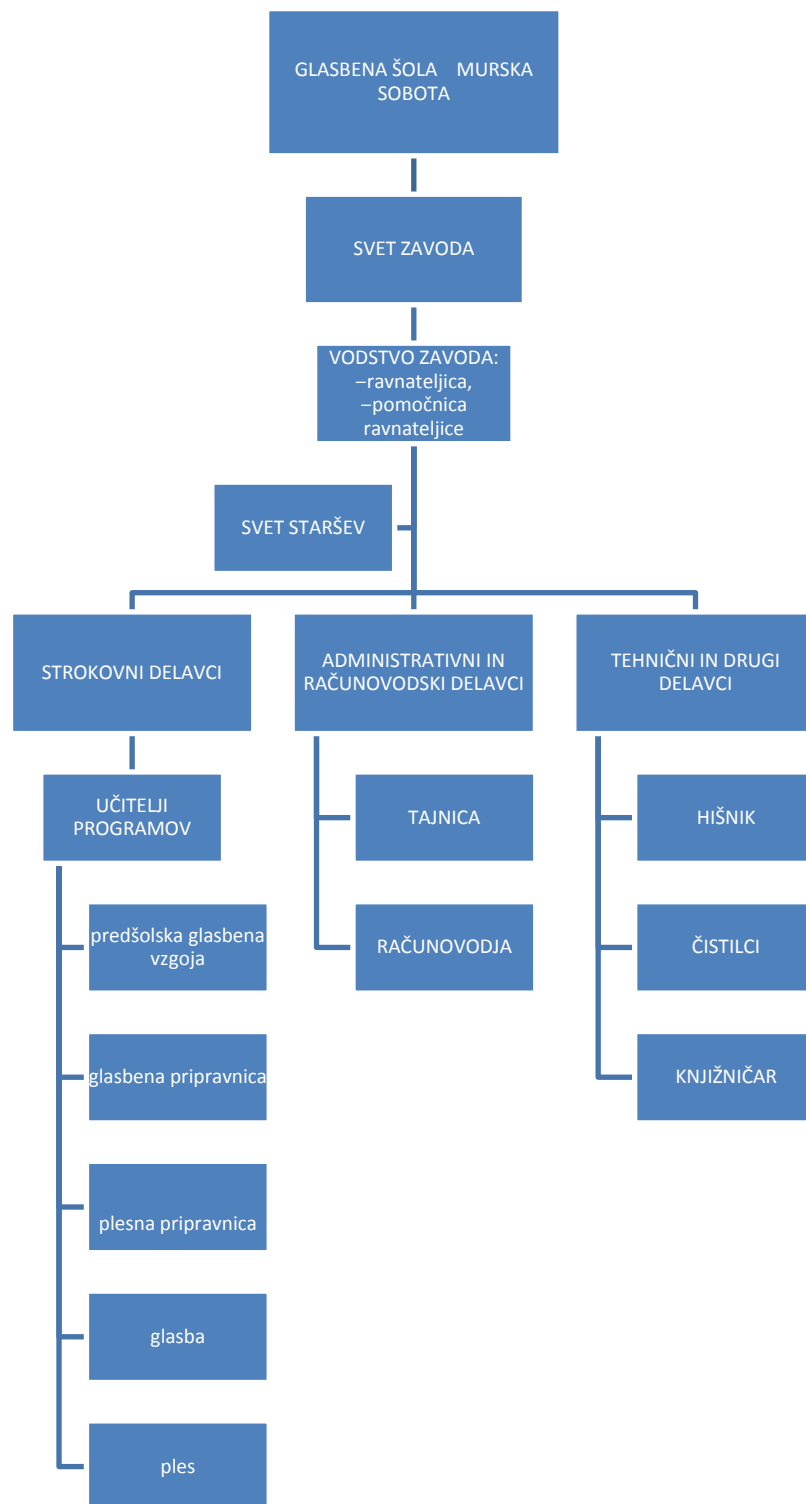 GLASBENA ŠOLA MURSKA
SOBOTA
SVET ZAVODA
VODSTVO ZAVODA:
–ravnateljica,
–pomočnica
ravnateljice
SVET STARŠEV
STROKOVNI DELAVCI
ADMINISTRATIVNI IN
RAČUNOVODSKI DELAVCI
TEHNIČNI IN DRUGI
DELAVCI
UČITELJI
PROGRAMOV
TAJNICA
HIŠNIK
predšolska glasbena
vzgoja
RAČUNOVODJA
ČISTILCI
glasbena pripravnica
KNJIŽNIČAR
plesna pripravnica
glasba
ples